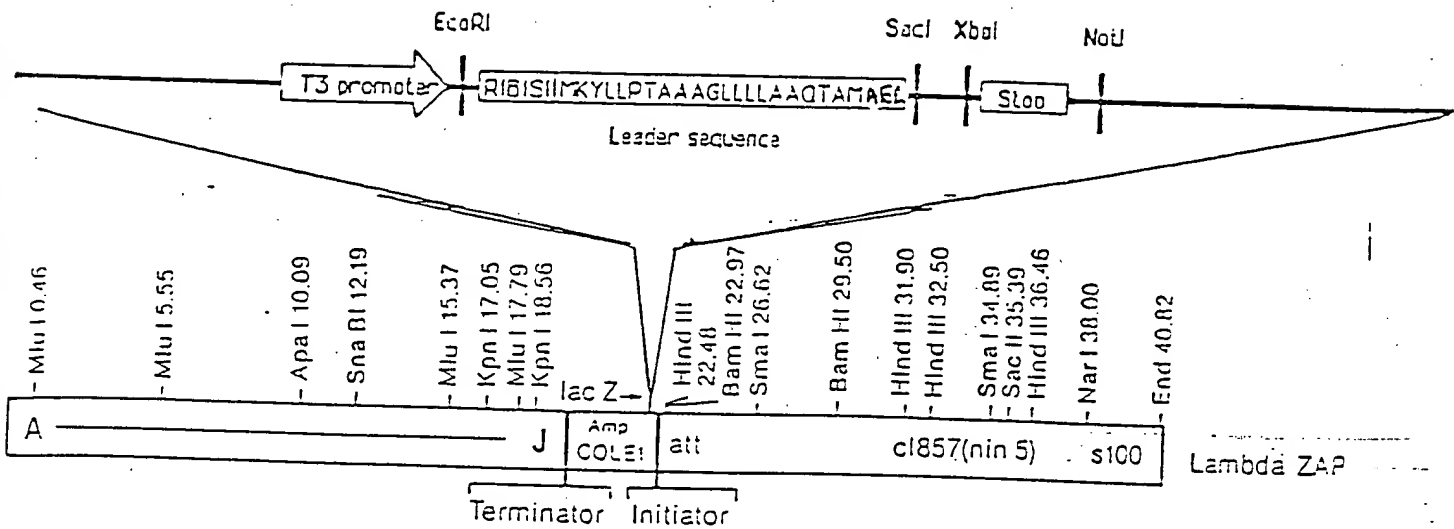 EcoRI SacI XbaI NotI
T3 promoter Stop
Leader sequence
Mlu I 0.46
Mlu I 5.55
Apa I 10.09
Sna BI 12.19
Mlu I 15.37
Kpn I 17.05
Mlu I 17.79
Kpn I 18.56
lac Z
Hind III
22.48
Bam HI 22.97
Sma I 26.62
Bam HI 29.50
Hind III 31.90
Hind III 32.50
Sma I 34.89
Sac II 35.39
Hind III 36.46
Nar I 38.00
End 40.82
A J Amp
COLE1 att cI857(nin 5) s100
Lambda ZAP
Terminator Initiator